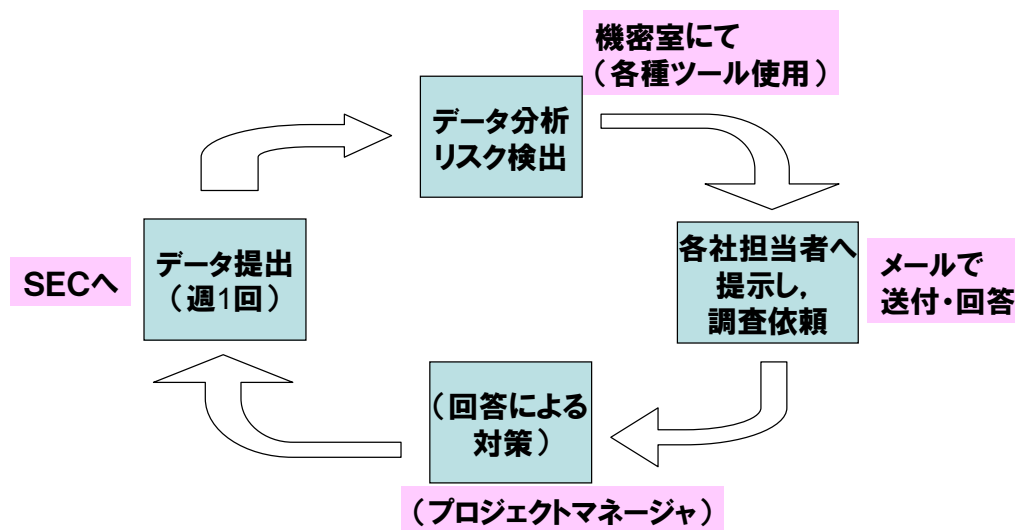 機密室にて
（各種ツール使用）
データ分析
リスク検出
各社担当者へ
提示し，
調査依頼
メールで
送付・回答
（回答による
対策）
（プロジェクトマネージャ）
データ提出
（週1回）
SECへ